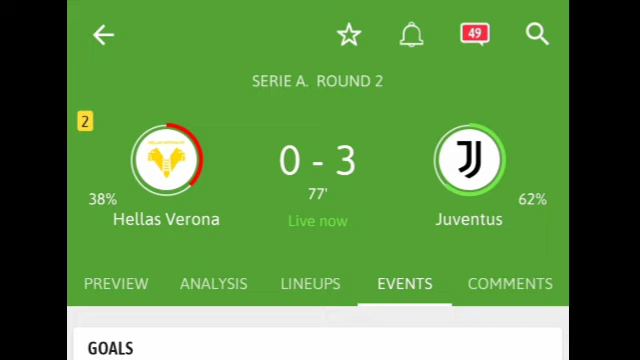 49
SERIE A. ROUND 2
2
0 - 3
77'
38%
62%
Hellas Verona
Juventus
Live now
PREVIEW
ANALYSIS
LINEUPS
EVENTS
COMMENTS
GOALS